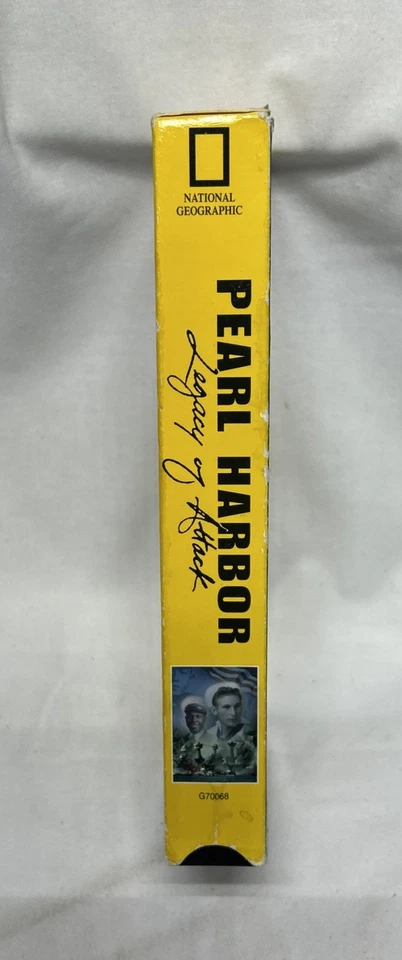 NATIONAL
GEOGRAPHIC
PEARL HARBOR
Legacy of Attack
G70068